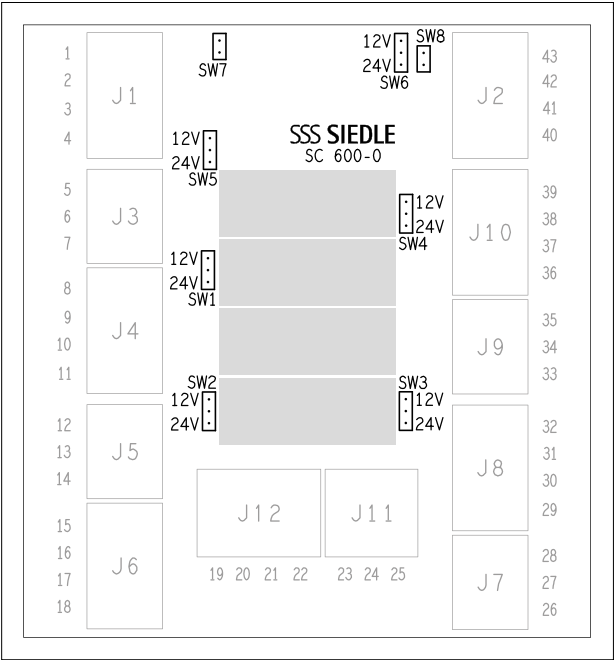 SW8
12V
24V
SW7
SW6
1
2
3
4
J1
J2
43
42
41
40
SSS SIEDLE
SC 600-0
12V
24V
SW5
5
6
7
J3
12V
24V
SW4
J10
39
38
37
36
12V
24V
SW1
8
9
10
11
J4
J9
35
34
33
SW2
12V
24V
SW3
12V
24V
12
13
14
J5
J8
32
31
30
29
15
16
17
18
J6
J12
J11
19 20 21 22
23 24 25
J7
28
27
26